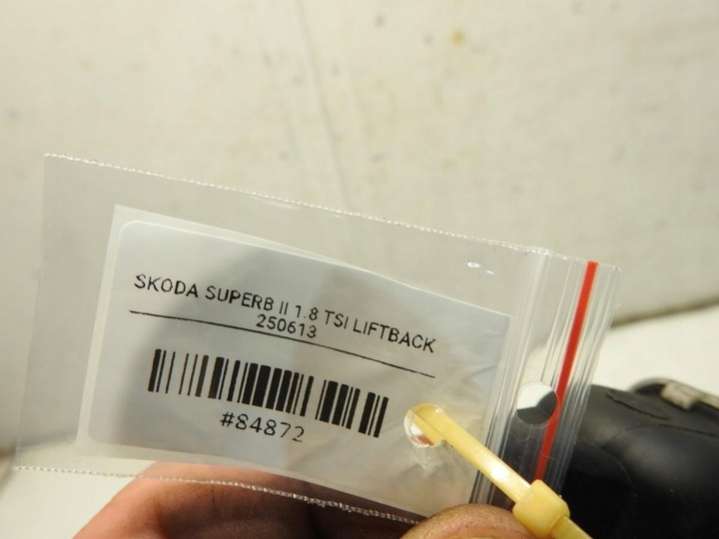 SKODA SUPERB II 1.8 TSI LIFTBACK
250613
#84872